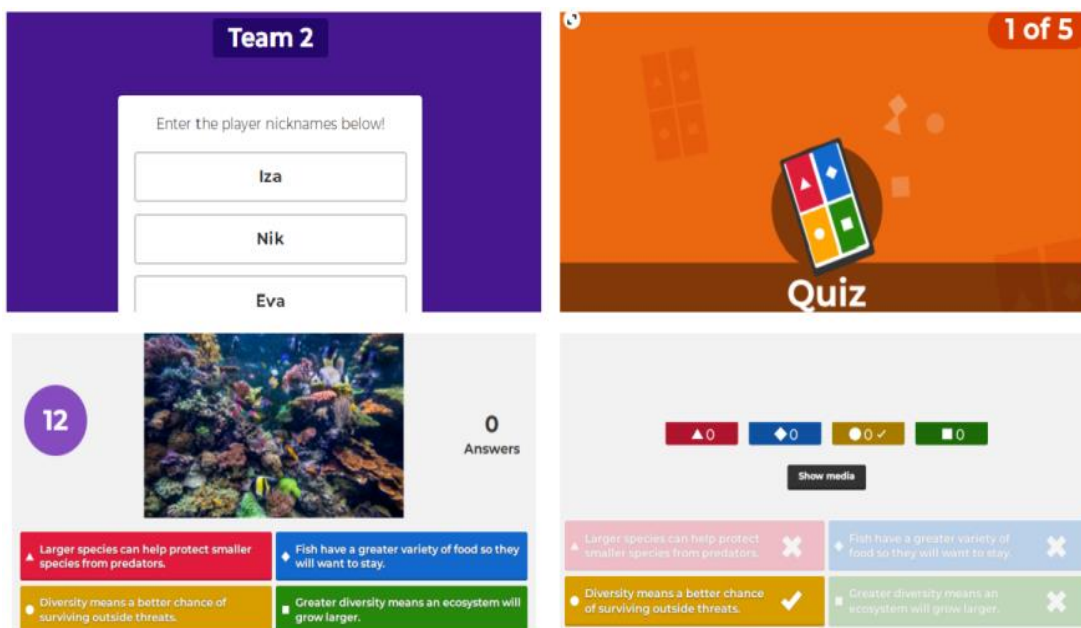 Team 2
Enter the player nicknames below!
Iza
Nik
Eva
1 of 5
Quiz
12
0
Answers
Larger species can help protect smaller
species from predators.
Fish have a greater variety of food so they
will want to stay.
Diversity means a better chance of
surviving outside threats.
Greater diversity means an ecosystem will
grow larger.
0
0
0
0
Show media
Larger species can help protect
smaller species from predators.
Fish have a greater variety of
food so they will want to stay.
Diversity means a better chance
of surviving outside threats.
Greater diversity means an
ecosystem will grow larger.